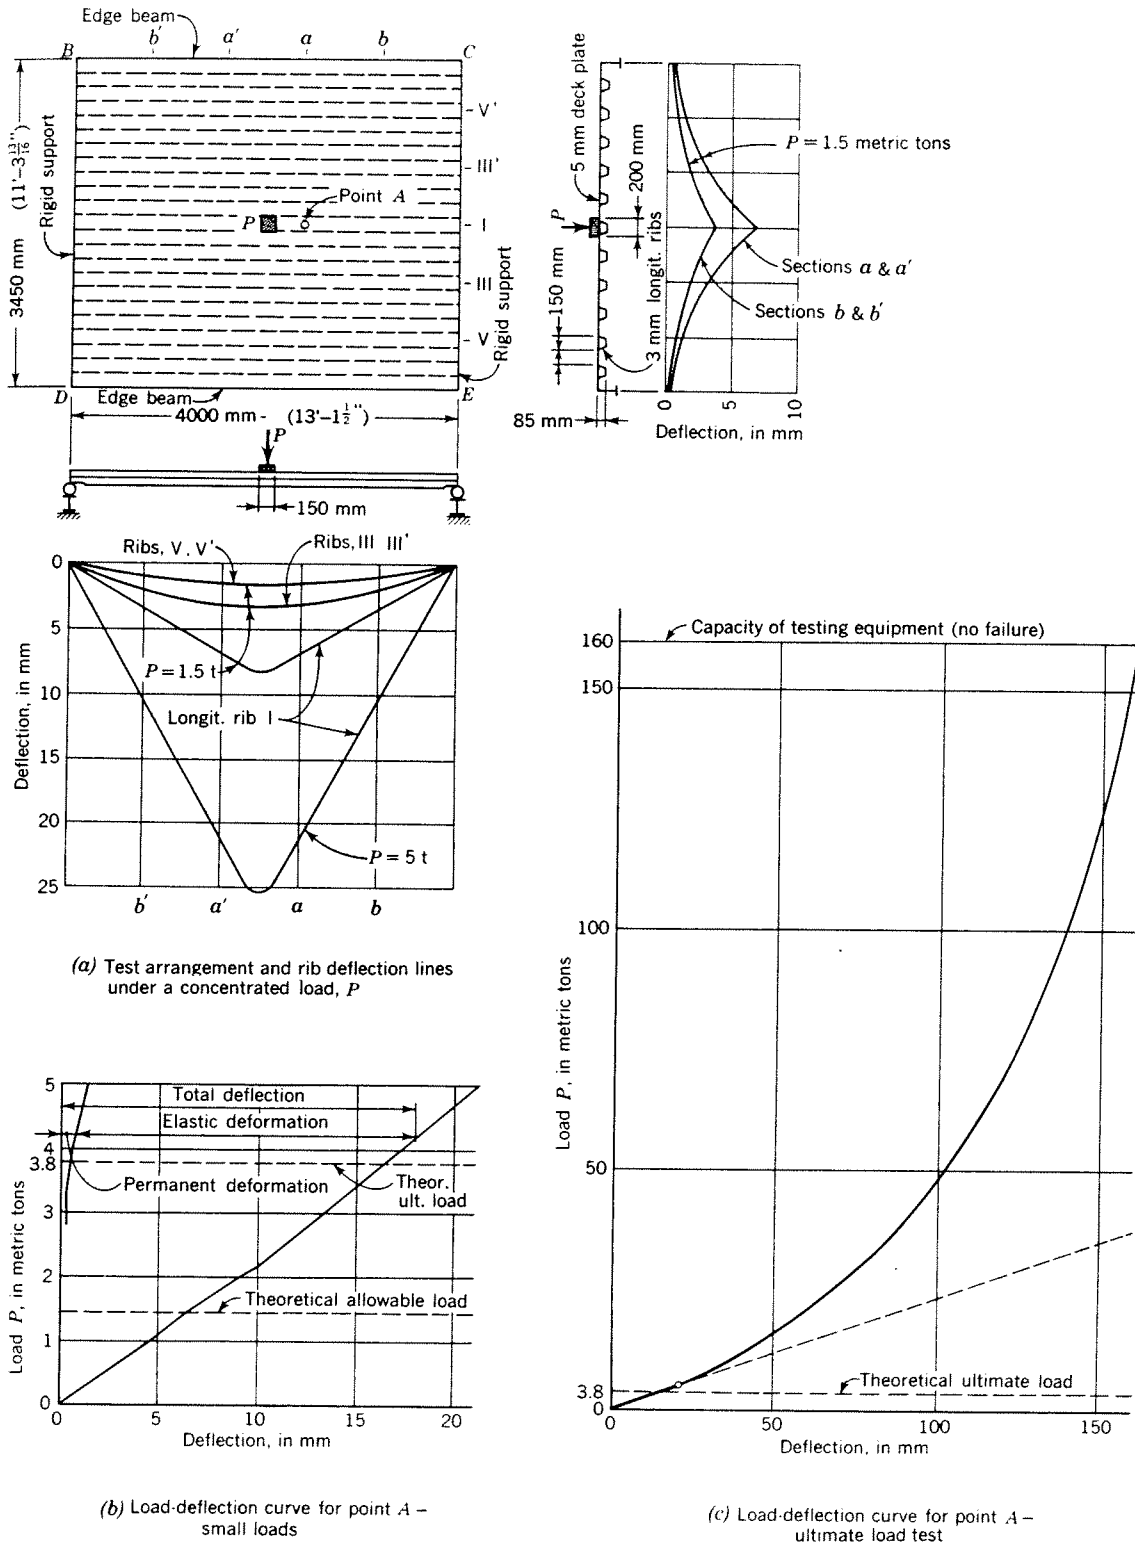 Edge beam
B b' a' a b C
V'
III'
Point A
P
I
III
V
Rigid support
3450 mm (11'-3 13/16")
Rigid support
D Edge beam E
4000 mm - (13'-1 1/2")
P
150 mm
5 mm deck plate
P = 1.5 metric tons
200 mm
P
3 mm longit. ribs
Sections a & a'
150 mm
Sections b & b'
85 mm
0 5 10
Deflection, in mm
Ribs, V, V'
Ribs, III III'
0
5
P = 1.5 t
10
Longit. rib I
15
20
P = 5 t
25
Deflection, in mm
b' a' a b
(a) Test arrangement and rib deflection lines
under a concentrated load, P
5
Total deflection
Elastic deformation
4
3.8
Permanent deformation
Theor.
ult. load
3
2
Theoretical allowable load
1
0
Load P, in metric tons
0 5 10 15 20
Deflection, in mm
(b) Load-deflection curve for point A –
small loads
160
Capacity of testing equipment (no failure)
150
100
Load P, in metric tons
50
3.8
Theoretical ultimate load
0
0 50 100 150
Deflection, in mm
(c) Load-deflection curve for point A –
ultimate load test